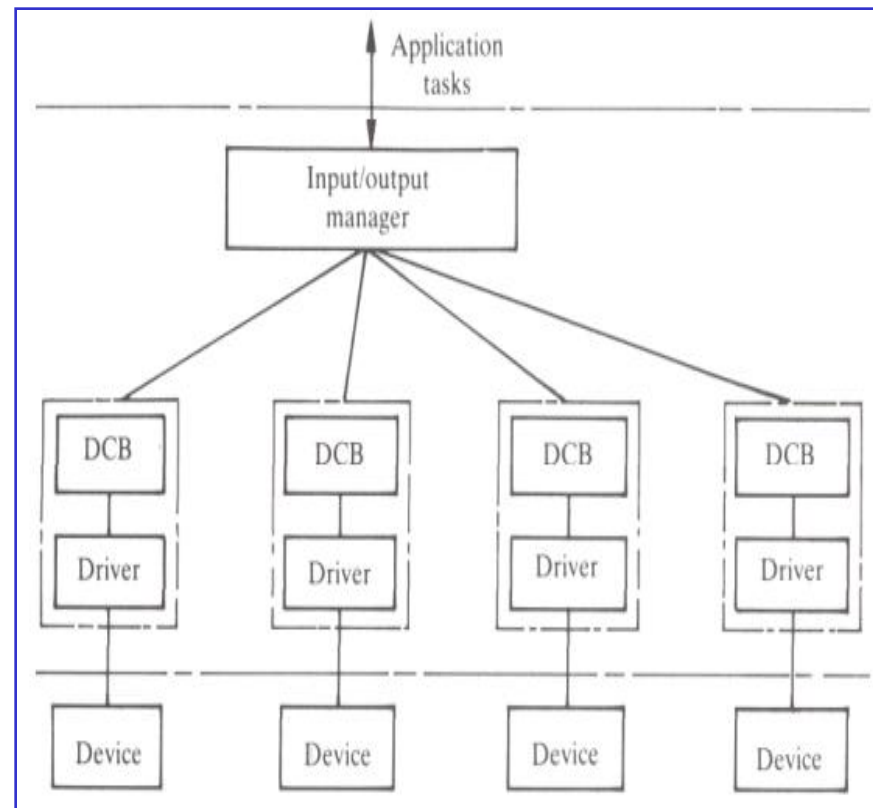 Application
tasks
Input/output
manager
DCB
DCB
DCB
DCB
Driver
Driver
Driver
Driver
Device
Device
Device
Device